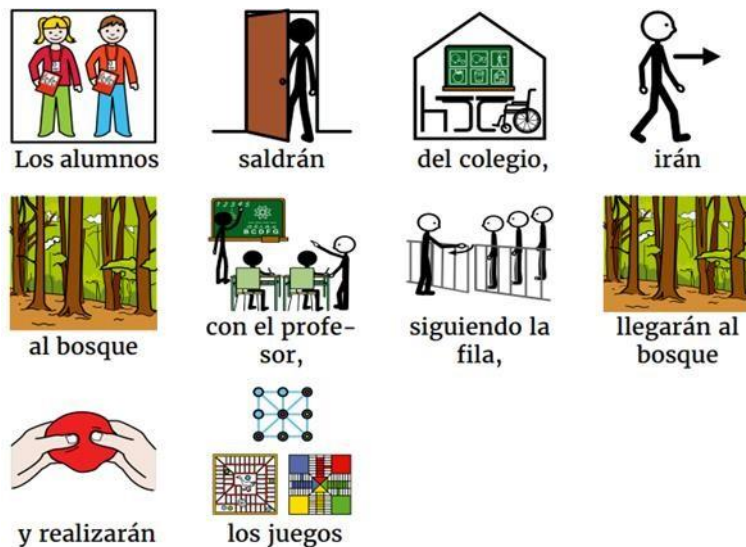 Los alumnos
saldrán
del colegio,
irán
al bosque
con el profe-
sor,
siguiendo la
fila,
llegarán al
bosque
y realizarán
los juegos